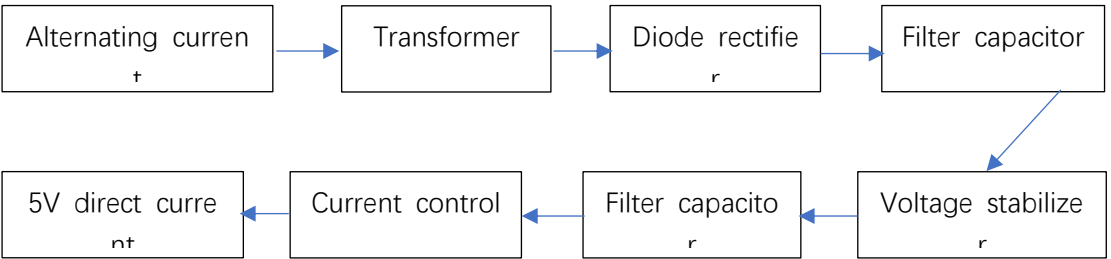 Alternating curren
t
Transformer
Diode rectifie
r
Filter capacitor
5V direct curre
nt
Current control
Filter capacito
r
Voltage stabilize
r